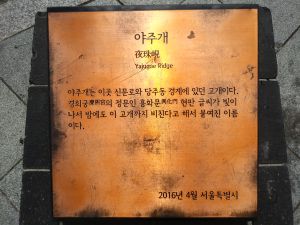 야주개
夜珠峴
Yajugae Ridge
야주개는 이곳 신문로와 당주동 경계에 있던 고개이다.
경희궁慶熙宮의 정문인 흥화문興化門 현판 글씨가 빛이
나서 밤에도 이 고개까지 비친다고 해서 붙여진 이름
이다.
2016년 4월 서울특별시